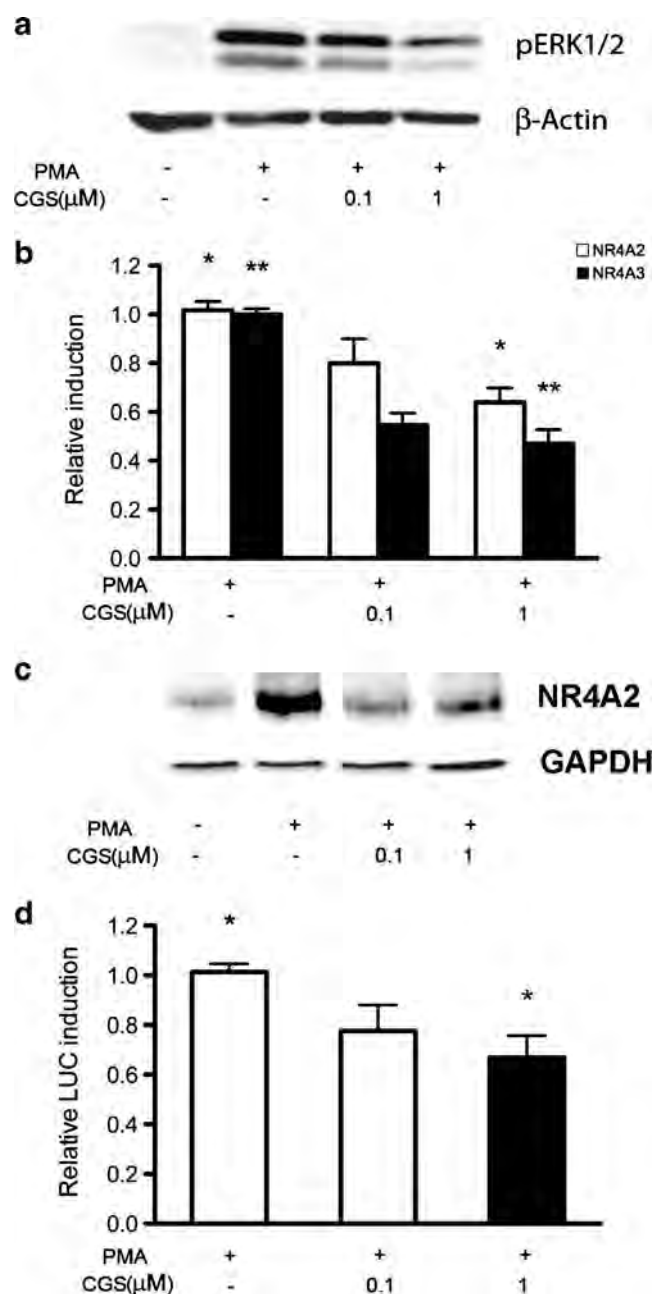 a
pERK1/2
β-Actin
PMA - + + +
CGS(μM) - - 0.1 1
b
NR4A2
NR4A3
* ** * **
1.2
1.0
0.8
0.6
0.4
0.2
0.0
Relative induction
PMA + + +
CGS(μM) - 0.1 1
c
NR4A2
GAPDH
PMA - + + +
CGS(μM) - - 0.1 1
d
* *
1.2
1.0
0.8
0.6
0.4
0.2
0.0
Relative LUC induction
PMA + + +
CGS(μM) - 0.1 1